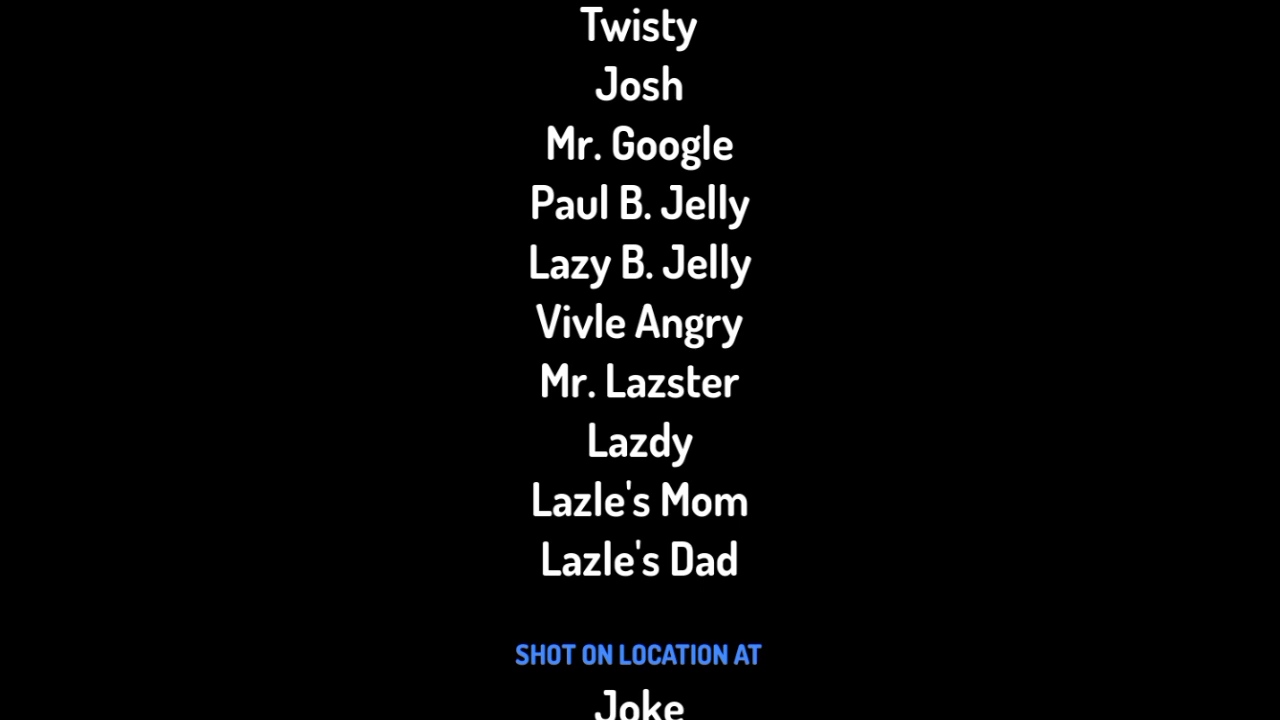 Twisty
Josh
Mr. Google
Paul B. Jelly
Lazy B. Jelly
Vivle Angry
Mr. Lazster
Lazdy
Lazle's Mom
Lazle's Dad
SHOT ON LOCATION AT
Joke